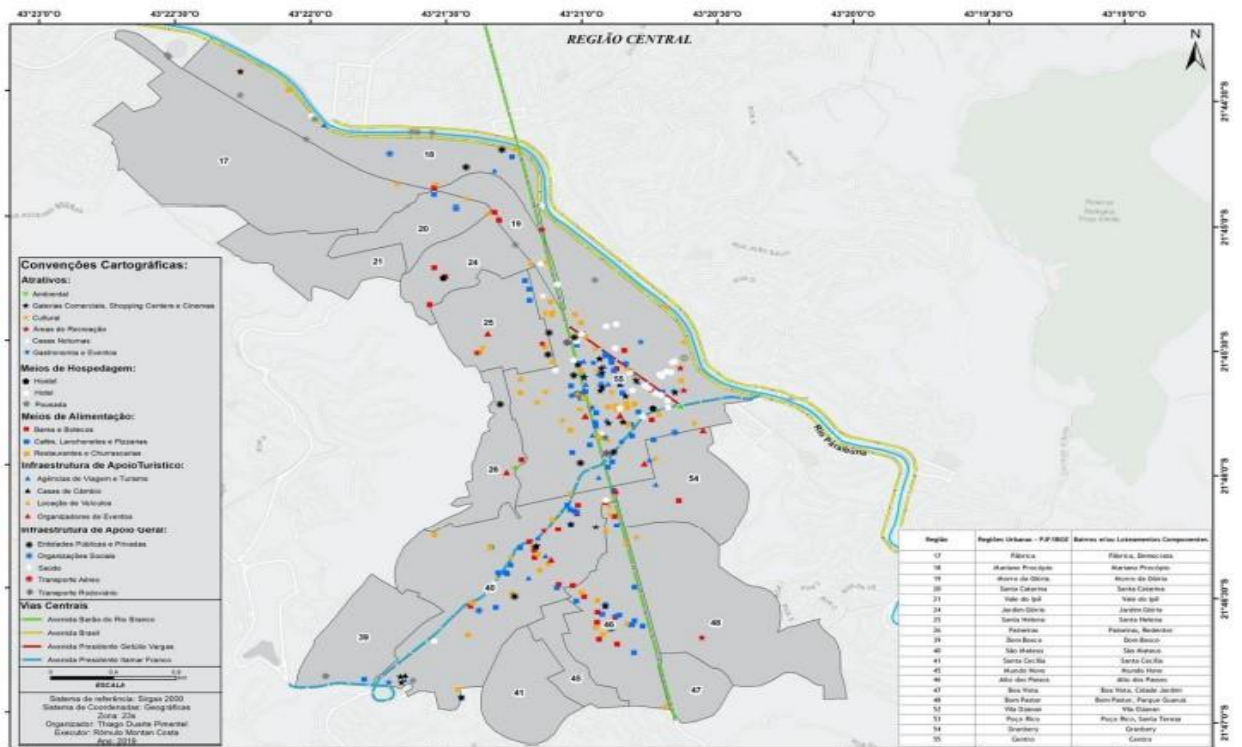 43°23'0"O 43°22'30"O 43°22'0"O 43°21'30"O 43°21'0"O 43°20'30"O 43°20'0"O 43°19'30"O 43°19'0"O
REGIÃO CENTRAL
N
17
18
19
20
21
24
25
55
26
54
40
39
46
48
41
45
47
Rio Paraibuna
Convenções Cartográficas:
Atrativos:
Ambiental
Galerias Comerciais, Shopping Centers e Cinemas
Cultural
Áreas de Recreação
Casas Noturnas
Gastronomia e Eventos
Meios de Hospedagem:
Hostel
Hotel
Pousada
Meios de Alimentação:
Bares e Botecos
Cafés, Lanchonetes e Pizzarias
Restaurantes e Churrascarias
Infraestrutura de ApoioTurístico:
Agências de Viagem e Turismo
Casas de Câmbio
Locação de Veículos
Organizadores de Eventos
Infraestrutura de Apoio Geral:
Entidades Públicas e Privadas
Organizações Sociais
Saúde
Transporte Aéreo
Transporte Rodoviário
Vias Centrais
Avenida Barão do Rio Branco
Avenida Brasil
Avenida Presidente Getúlio Vargas
Avenida Presidente Itamar Franco
ESCALA
Sistema de referência: Sirgas 2000
Sistema de Coordenadas: Geográficas
Zona: 23s
Organizador: Thiago Duarte Pimentel
Executor: Rômulo Montan Costa
Ano: 2019
Região Regiões Urbanas - Bairros e/ou Loteamentos Componentes
17 Fábrica Fábrica, Democrata
18 Mariano Procópio Mariano Procópio
19 Morro da Glória Morro da Glória
20 Santa Catarina Santa Catarina
21 Vale do Ipê Vale do Ipê
24 Jardim Glória Jardim Glória
25 Santa Helena Santa Helena
26 Paineiras Paineiras, Redentor
39 Dom Bosco Dom Bosco
40 São Mateus São Mateus
41 Santa Cecília Santa Cecília
45 Mundo Novo Mundo Novo
46 Alto dos Passos Alto dos Passos
47 Boa Vista Boa Vista, Cidade Jardim
48 Bom Pastor Bom Pastor, Parque Guaruá
52 Vila Ozanan Vila Ozanan
53 Poço Rico Poço Rico, Santa Tereza
54 Granbery Granbery
55 Centro Centro